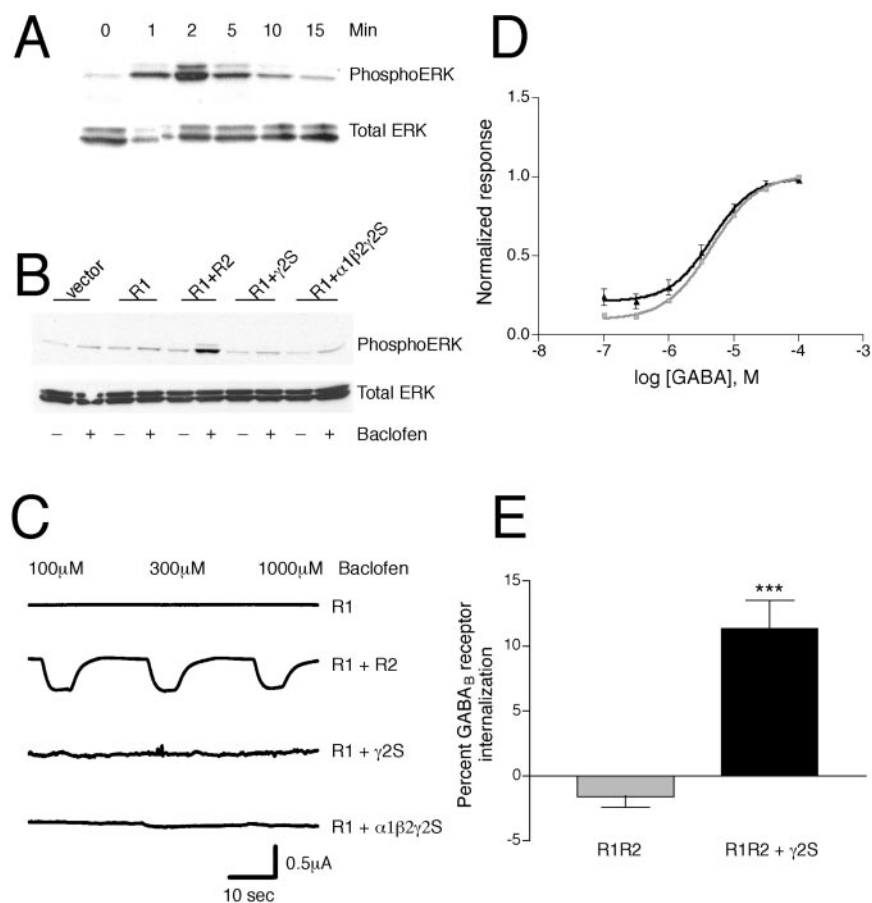 A
0 1 2 5 10 15 Min
PhosphoERK
Total ERK
B
vector R1 R1+R2 R1+γ2S R1+α1β2γ2S
PhosphoERK
Total ERK
– + – + – + – + – + Baclofen
C
100μM 300μM 1000μM Baclofen
R1
R1 + R2
R1 + γ2S
R1 + α1β2γ2S
0.5μA
10 sec
D
Normalized response
1.5
1.0
0.5
0.0
-8 -7 -6 -5 -4 -3
log [GABA], M
E
Percent GABAB receptor
internalization
15
10
5
0
-5
***
R1R2 R1R2 + γ2S